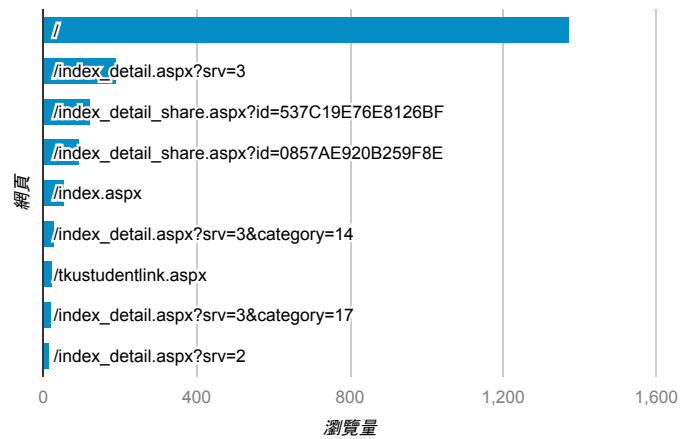 /
/index_detail.aspx?srv=3
/index_detail_share.aspx?id=537C19E76E8126BF
/index_detail_share.aspx?id=0857AE920B259F8E
/index.aspx
/index_detail.aspx?srv=3&category=14
/tkustudentlink.aspx
/index_detail.aspx?srv=3&category=17
/index_detail.aspx?srv=2
網頁
0
400
800
1,200
1,600
瀏覽量